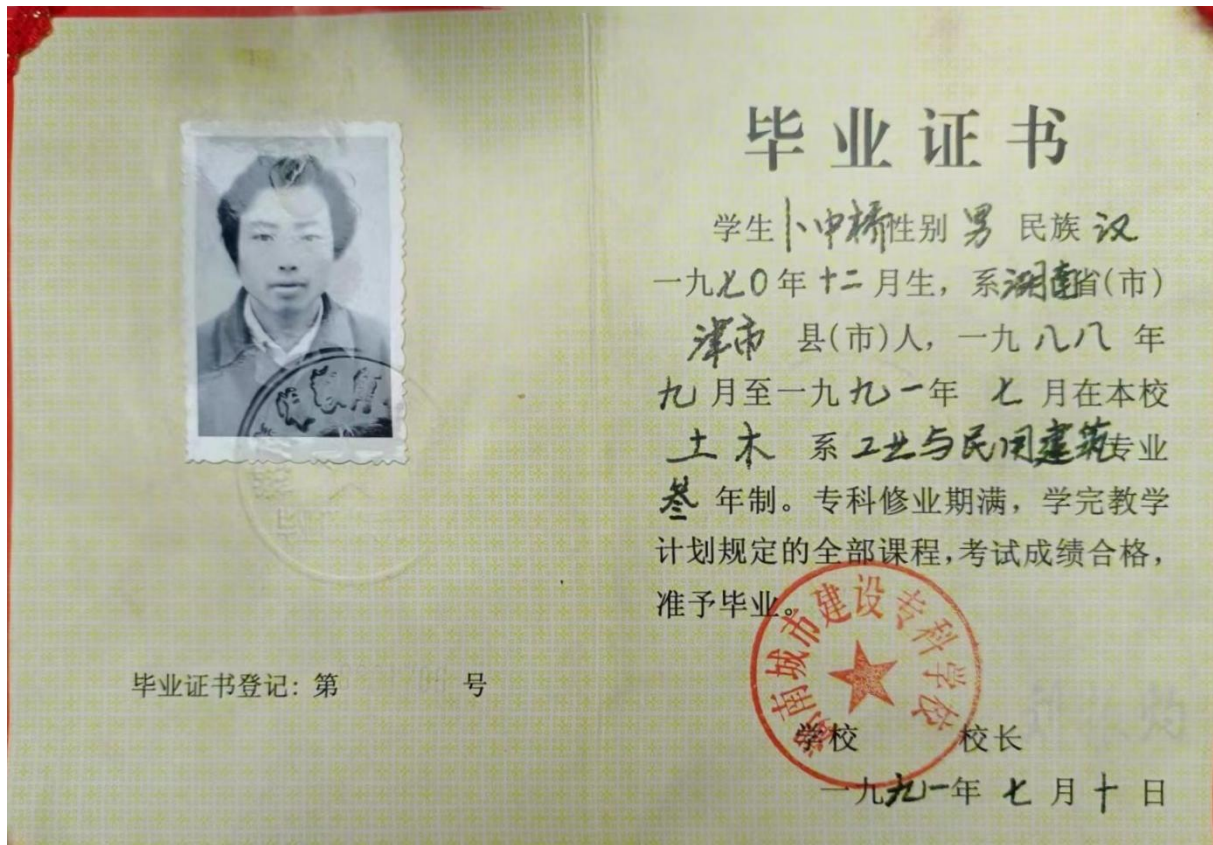 毕业证书
学生卜中桥性别 男 民族 汉
一九七0年十二月生，系湖南省(市)
津市 县(市)人，一九八八年
九月至一九九一年 七 月在本校
土木 系 工业与民间建筑专业
叁 年制。专科修业期满，学完教学
计划规定的全部课程，考试成绩合格，
准予毕业。
湖南城市建设专科学校
毕业证书登记：第 号
学校 校长
一九九一年 七 月 十 日